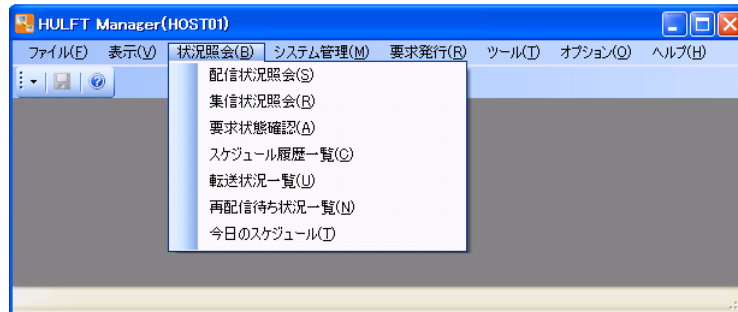 HULFT Manager(HOST01)
ファイル(F) 表示(V) 状況照会(B) システム管理(M) 要求発行(R) ツール(T) オプション(O) ヘルプ(H)
配信状況照会(S)
集信状況照会(R)
要求状態確認(A)
スケジュール履歴一覧(C)
転送状況一覧(U)
再配信待ち状況一覧(N)
今日のスケジュール(T)